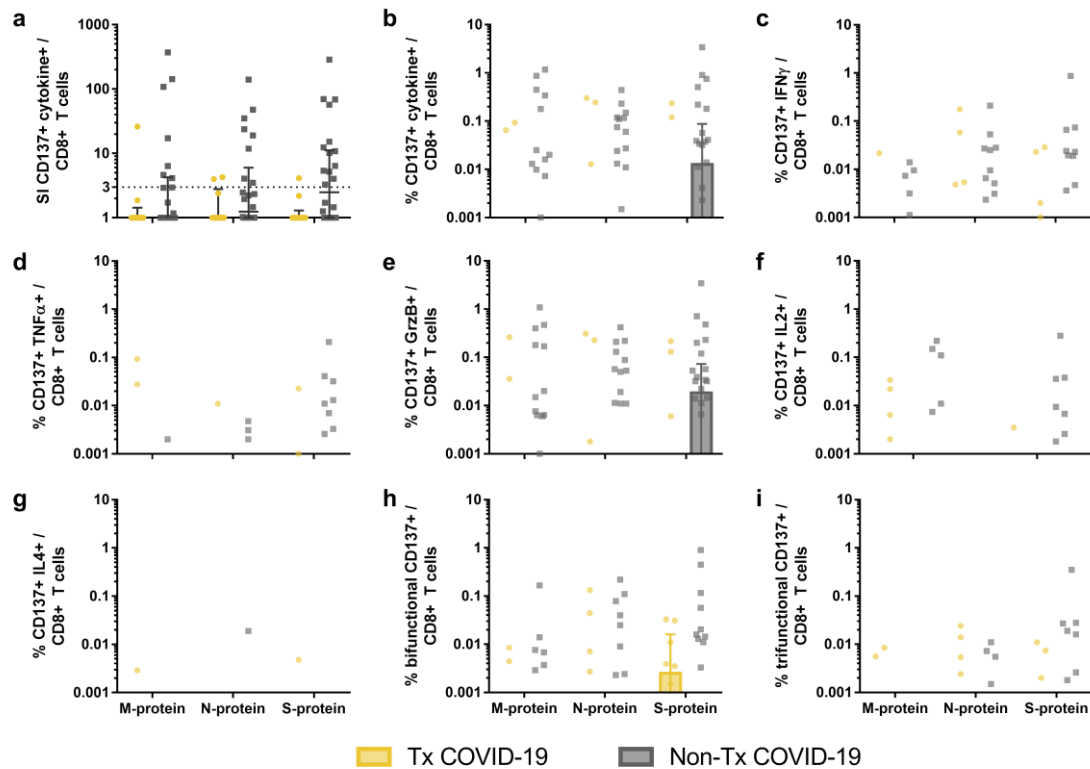 a
SI CD137+ cytokine+ /
CD8+ T cells
1000
100
10
3
1
b
% CD137+ cytokine+ /
CD8+ T cells
10
1
0.1
0.01
0.001
c
% CD137+ IFNγ /
CD8+ T cells
10
1
0.1
0.01
0.001
d
% CD137+ TNFα+ /
CD8+ T cells
10
1
0.1
0.01
0.001
e
% CD137+ GrzB+ /
CD8+ T cells
10
1
0.1
0.01
0.001
f
% CD137+ IL2+ /
CD8+ T cells
10
1
0.1
0.01
0.001
g
% CD137+ IL4+ /
CD8+ T cells
10
1
0.1
0.01
0.001
M-protein N-protein S-protein
h
% bifunctional CD137+ /
CD8+ T cells
10
1
0.1
0.01
0.001
M-protein N-protein S-protein
i
% trifunctional CD137+ /
CD8+ T cells
10
1
0.1
0.01
0.001
M-protein N-protein S-protein
Tx COVID-19 Non-Tx COVID-19